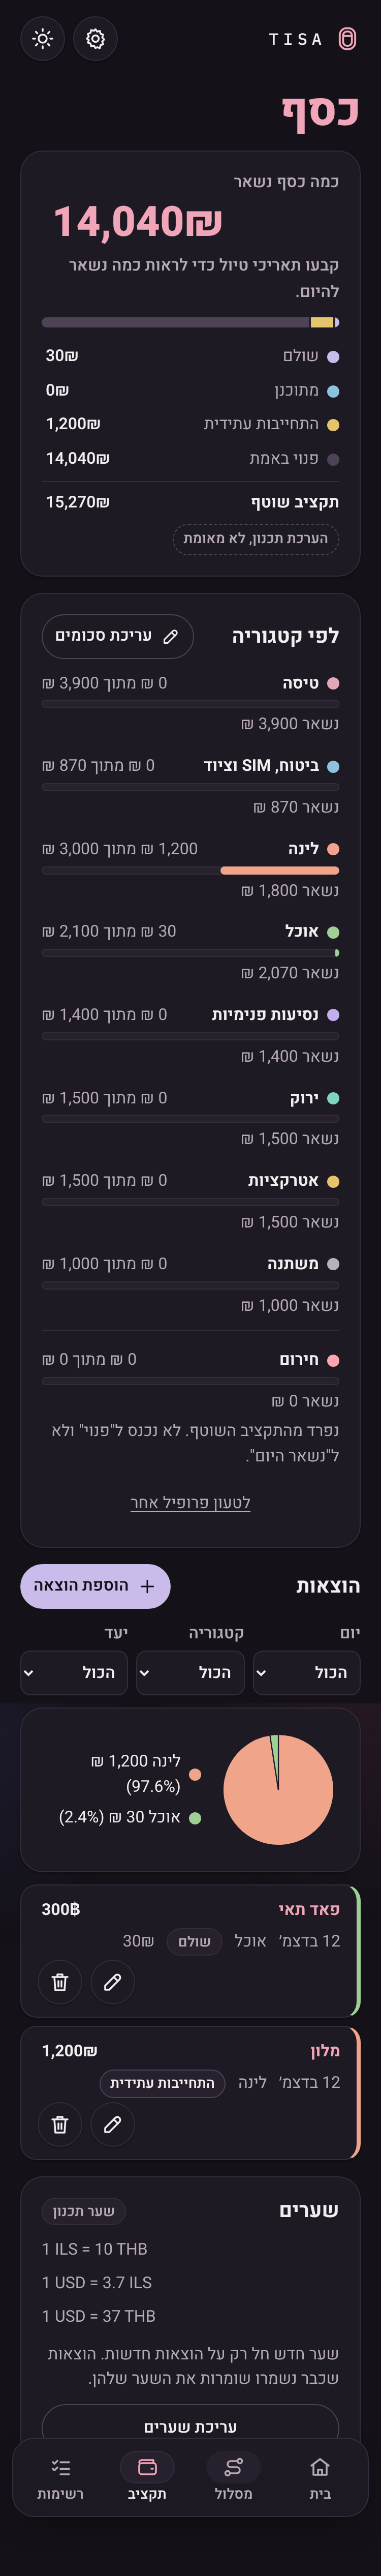 TISA
כסף
כמה כסף נשאר
14,040₪
קבעו תאריכי טיול כדי לראות כמה נשאר
להיום.
שולם 30₪
מתוכנן 0₪
התחייבות עתידית 1,200₪
פנוי באמת 14,040₪
תקציב שוטף 15,270₪
הערכת תכנון, לא מאומת
לפי קטגוריה עריכת סכומים
טיסה 0 ₪ מתוך 3,900 ₪
נשאר 3,900 ₪
ביטוח, SIM וציוד 0 ₪ מתוך 870 ₪
נשאר 870 ₪
לינה 1,200 ₪ מתוך 3,000 ₪
נשאר 1,800 ₪
אוכל 30 ₪ מתוך 2,100 ₪
נשאר 2,070 ₪
נסיעות פנימיות 0 ₪ מתוך 1,400 ₪
נשאר 1,400 ₪
ירוק 0 ₪ מתוך 1,500 ₪
נשאר 1,500 ₪
אטרקציות 0 ₪ מתוך 1,500 ₪
נשאר 1,500 ₪
משתנה 0 ₪ מתוך 1,000 ₪
נשאר 1,000 ₪
חירום 0 ₪ מתוך 0 ₪
נשאר 0 ₪
נפרד מהתקציב השוטף. לא נכנס ל"פנוי" ולא
ל"נשאר היום".
לטעון פרופיל אחר
הוצאות הוספת הוצאה
יום קטגוריה יעד
הכול הכול הכול
לינה 1,200 ₪
(97.6%)
אוכל 30 ₪ (2.4%)
פאד תאי 300฿
12 בדצמ׳ אוכל שולם 30₪
מלון 1,200₪
12 בדצמ׳ לינה התחייבות עתידית
שערים שער תכנון
1 ILS = 10 THB
1 USD = 3.7 ILS
1 USD = 37 THB
שער חדש חל רק על הוצאות חדשות. הוצאות
שכבר נשמרו שומרות את השער שלהן.
עריכת שערים
בית מסלול תקציב רשימות